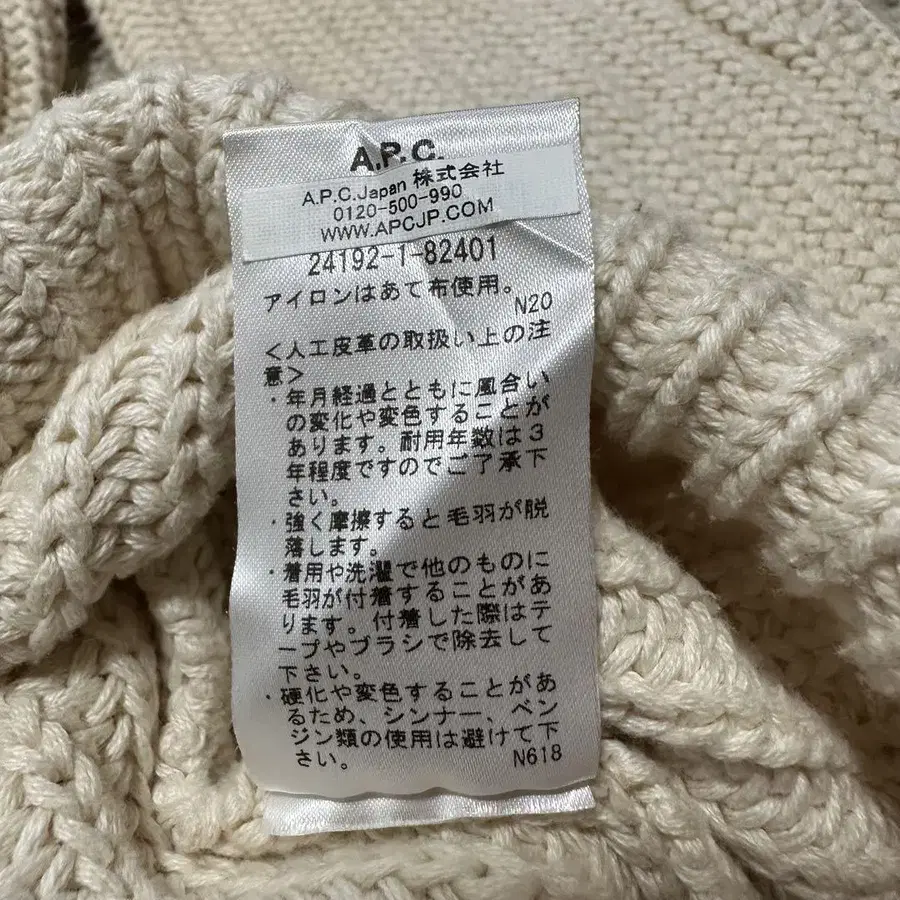 A.P.C.
A.P.C.Japan 株式会社
0120-500-990
WWW.APCJP.COM
24192-1-82401
アイロンはあて布使用。
N20
<人工皮革の取扱い上の注
意>
・年月経過とともに風合い
の変化や変色することが
あります。耐用年数は3
年程度ですのでご了承下
さい。
・強く摩擦すると毛羽が脱
落します。
・着用や洗濯で他のものに
毛羽が付着することがあ
ります。付着した際はテ
ープやブラシで除去して
下さい。
・硬化や変色することがあ
るため、シンナー、ベン
ジン類の使用は避けて下
さい。
N618